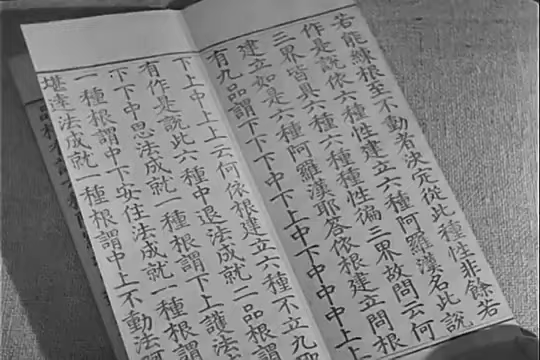 若能練根至不動者決定從此種性非餘若
作是說依六種性建立六種阿羅漢名此說
三界皆具六種六種種性徧三界故問云何
建立如是六種阿羅漢耶答依根建立問根
有九品謂下下下中下上中下中中中上上
下上中上上云何依根建立六種不立九
有作是說此六種中退法成就二品根謂
下下中思法成就一種根謂下上護法
一種根謂中下安住法成就一種根
堪達法成就一種根謂中上不動法阿